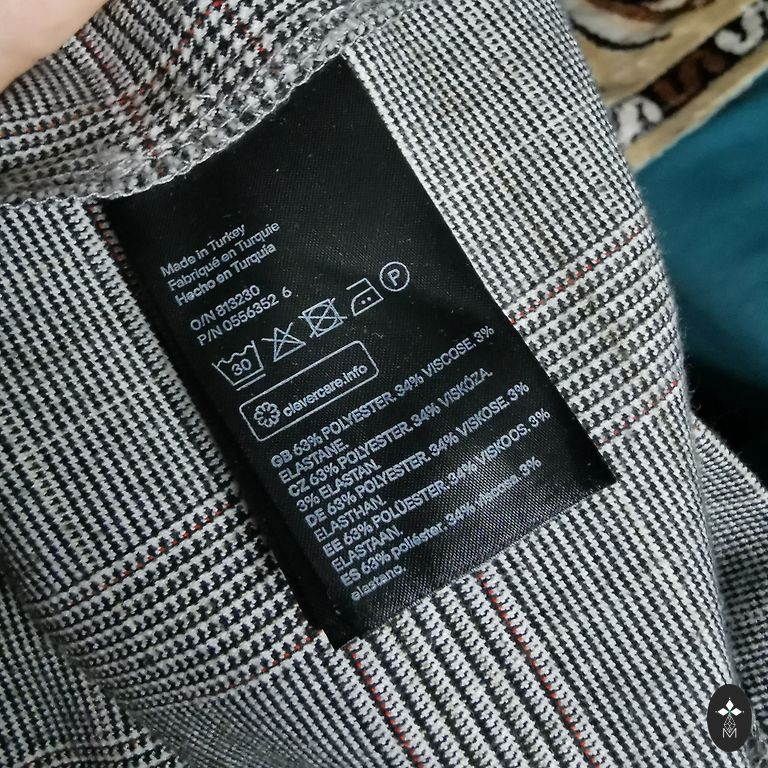 Made in Turkey
Fabriqué en Turquie
Hecho en Turquía
O/N 813230
P/N 0556352 6
30
P
clevercare.info
GB 63% POLYESTER. 34% VISCOSE. 3%
ELASTANE.
CZ 63% POLYESTER. 34% VISKÓZA.
3% ELASTAN.
DE 63% POLYESTER. 34% VISKOSE. 3%
ELASTHAN.
EE 63% POLÜESTER. 34% VISKOOS. 3%
ELASTAAN.
ES 63% poliéster. 34% viscosa. 3%
elastano.
M